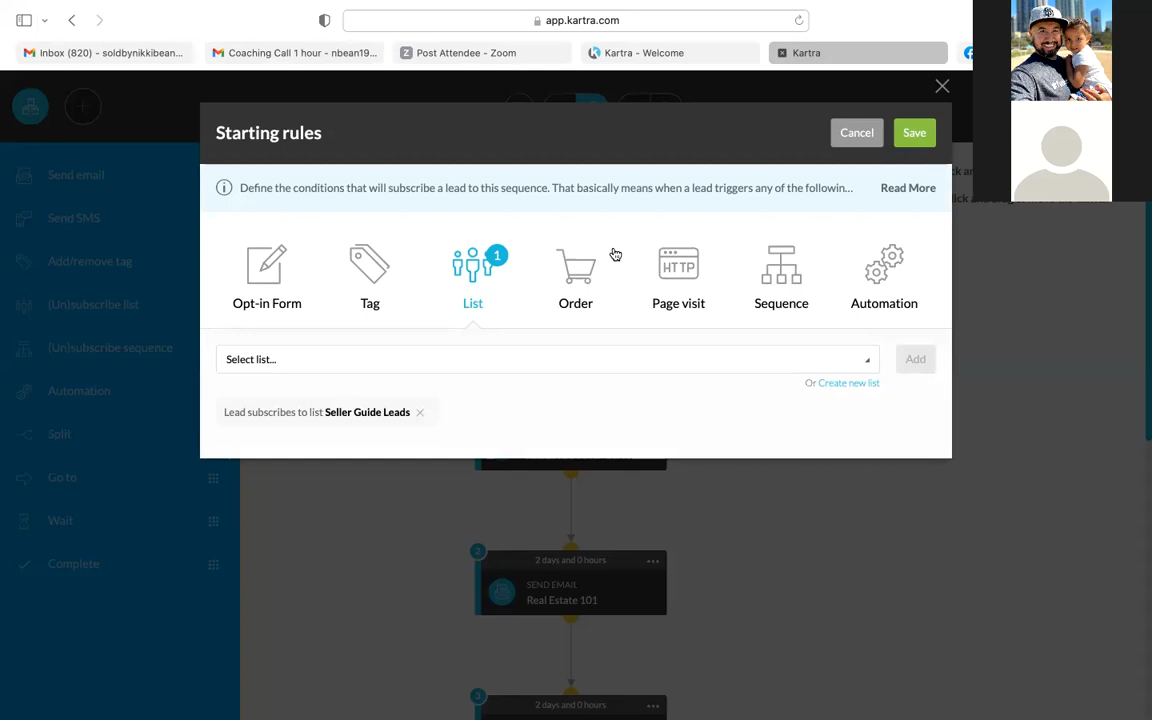 app.kartra.com
Inbox (820) - soldbynikkibean...
Coaching Call 1 hour - nbean19...
Post Attendee - Zoom
Kartra - Welcome
Kartra
Starting rules
Cancel
Save
Define the conditions that will subscribe a lead to this sequence. That basically means when a lead triggers any of the followin...
Read More
Send email
Send SMS
Add/remove tag
(Un)subscribe list
(Un)subscribe sequence
Automation
Split
Go to
Wait
Complete
1
HTTP
Opt-in Form
Tag
List
Order
Page visit
Sequence
Automation
Select list...
Add
Or Create new list
Lead subscribes to list Seller Guide Leads
2
2 days and 0 hours
SEND EMAIL
Real Estate 101
3
2 days and 0 hours